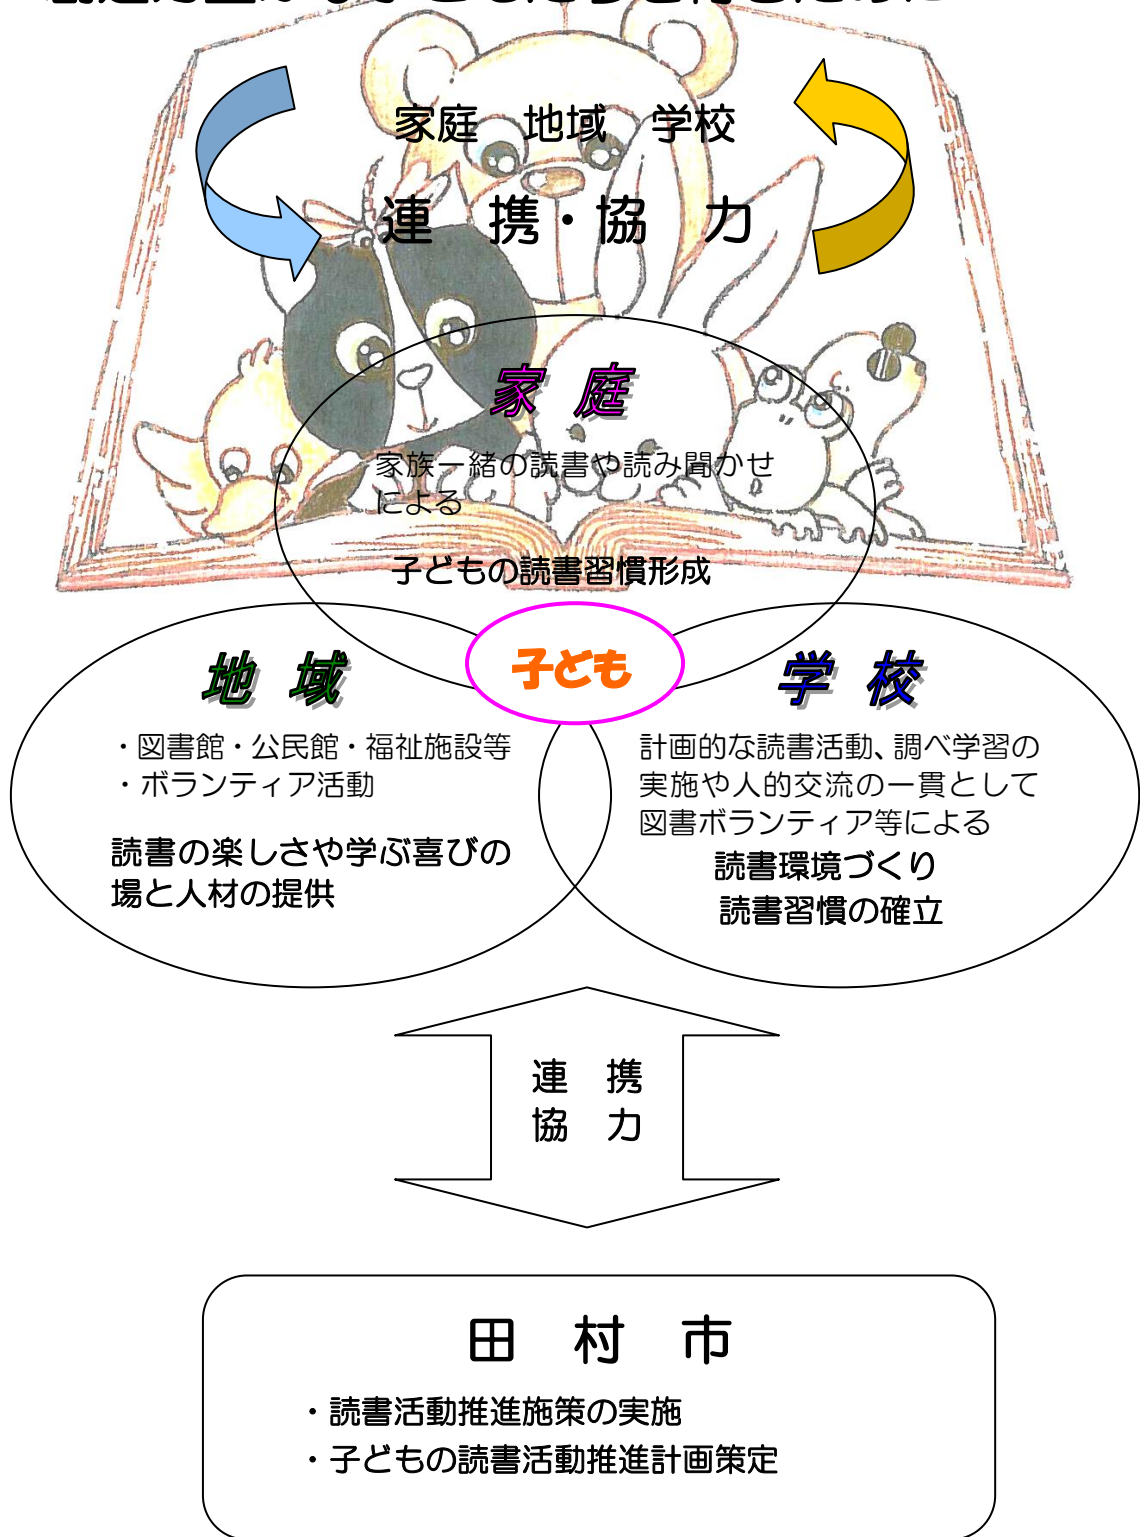 家庭　地域　学校
連　携・協　力
家 庭
家族一緒の読書や読み聞かせ
による
子どもの読書習慣形成
子ども
地 域
・図書館・公民館・福祉施設等
・ボランティア活動
読書の楽しさや学ぶ喜びの
場と人材の提供
学 校
計画的な読書活動、調べ学習の
実施や人的交流の一貫として
図書ボランティア等による
読書環境づくり
読書習慣の確立
連　携
協　力
田　村　市
・読書活動推進施策の実施
・子どもの読書活動推進計画策定